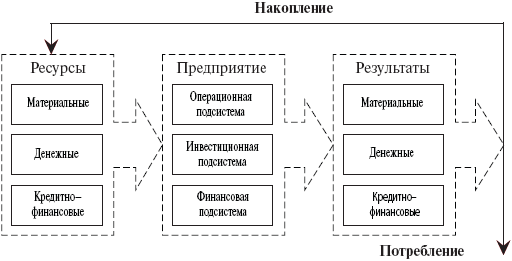 Накопление
Ресурсы
Материальные
Денежные
Кредитно–
финансовые
Предприятие
Операционная
подсистема
Инвестиционная
подсистема
Финансовая
подсистема
Результаты
Материальные
Денежные
Кредитно–
финансовые
Потребление